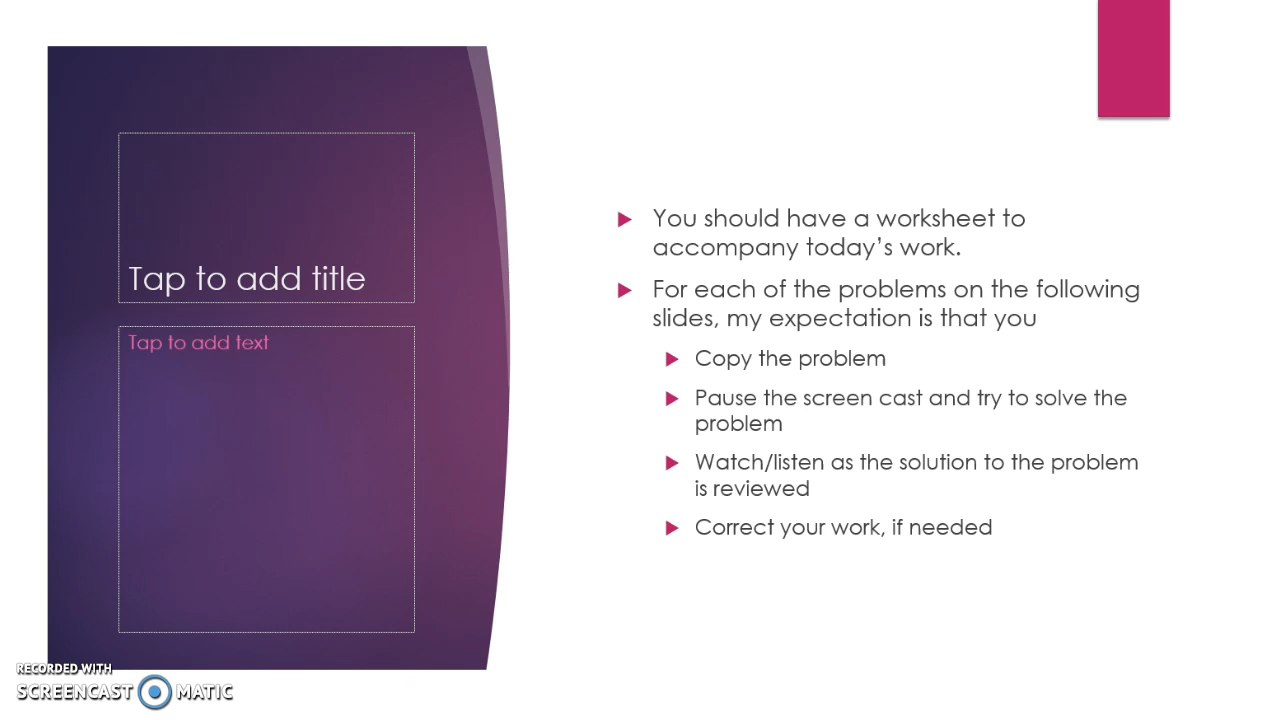 Tap to add title
Tap to add text
You should have a worksheet to
accompany today's work.
For each of the problems on the following
slides, my expectation is that you
Copy the problem
Pause the screen cast and try to solve the
problem
Watch/listen as the solution to the problem
is reviewed
Correct your work, if needed
RECORDED WITH
SCREENCAST MATIC